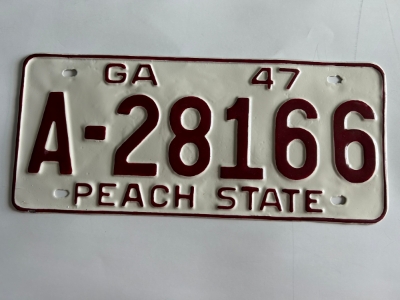 GA 47
A-28166
PEACH STATE